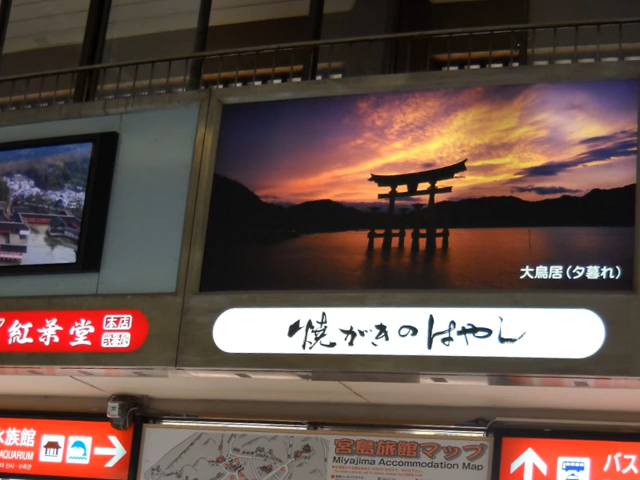 大鳥居（夕暮れ）
紅葉堂 本店 弐番屋
焼がきのはやし
水族館
AQUARIUM
宮島旅館マップ
Miyajima Accommodation Map
バス